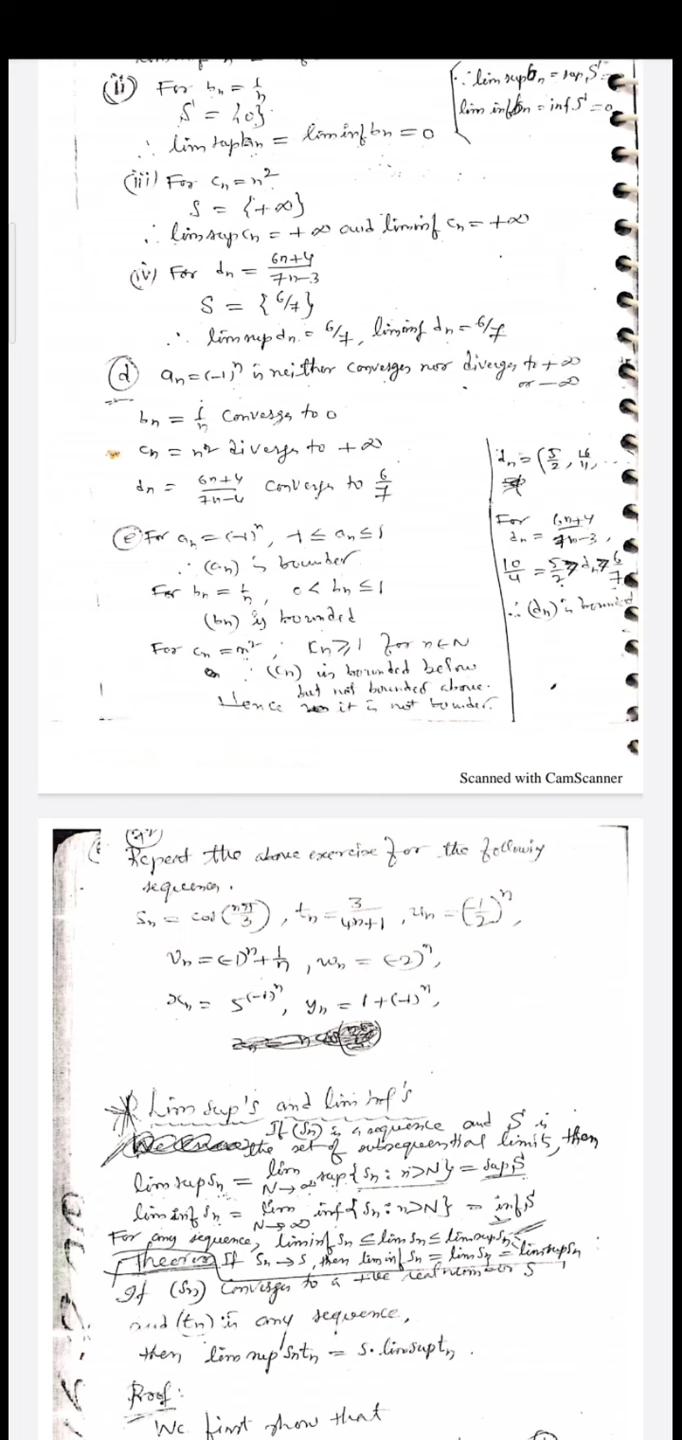 (ii) For bn = 1/n
S' = {0}
∴ lim sup bn = lim inf bn = 0
∵ lim sup bn = sup S' =
lim inf bn = inf S' = 0
(iii) For cn = n²
S = {+∞}
∴ lim sup cn = +∞ and lim inf cn = +∞
(iv) For dn = 6n+4 / 7n-3
S = {6/7}
∴ lim sup dn = 6/7, lim inf dn = 6/7
(d) an = (-1)^n is neither converges nor diverges to +∞
or -∞
bn = 1/n converges to 0
cn = n² diverges to +∞
dn = 6n+4 / 7n- converges to 6/7
(e) For an = (-1)^n, -1 ≤ an ≤ 1
∴ (an) is bounded
For bn = 1/n, 0 < bn ≤ 1
(bn) is bounded
For cn = n², cn ≥ 1 for n∈N
∴ (cn) is bounded below
but not bounded above.
Hence it is not bounded.
dn = (5/2, 16/11, ...
For
dn = 6n+4 / 7n-3,
10/4 = 5/2 ≥ dn ≥ 6/7
∴ (dn) is bounded
Scanned with CamScanner
Repeat the above exercise for the followiy
sequences.
Sn = cos(nπ/3), tn = 3/4n+1, un = (-1/2)^n,
vn = (-1)^n + 1/n, wn = (-2)^n,
xn = 5^(-1)^n, yn = 1+(-1)^n,
* Lim sup's and lim inf's
If (Sn) is a sequence and S is
the set of subsequential limits, then
lim sup Sn = lim N→∞ sup{Sn : n>N} = sup S
lim inf Sn = lim N→∞ inf{Sn : n>N} = inf S
For any sequence, lim inf Sn ≤ lim Sn ≤ lim sup Sn
Theorem If Sn → S, then lim inf Sn = lim Sn = lim sup Sn
If (Sn) converges to a +ive real number S
and (tn) is any sequence,
then lim sup Sntn = S. lim sup tn.
Proof:
We first show that